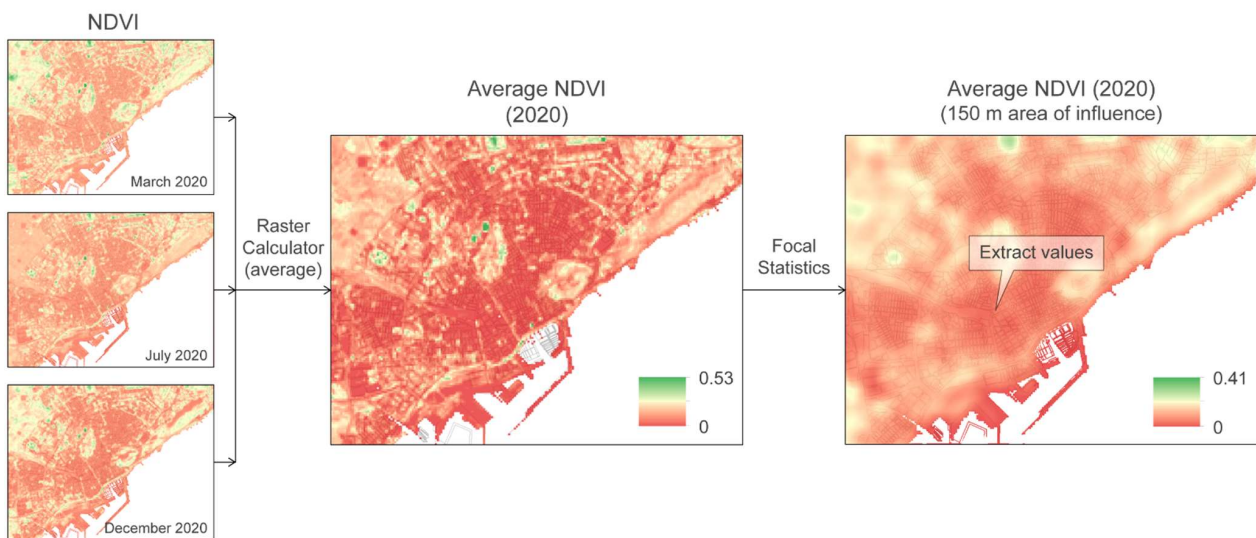 NDVI
March 2020
July 2020
December 2020
Raster
Calculator
(average)
Average NDVI
(2020)
0.53
0
Focal
Statistics
Average NDVI (2020)
(150 m area of influence)
Extract values
0.41
0